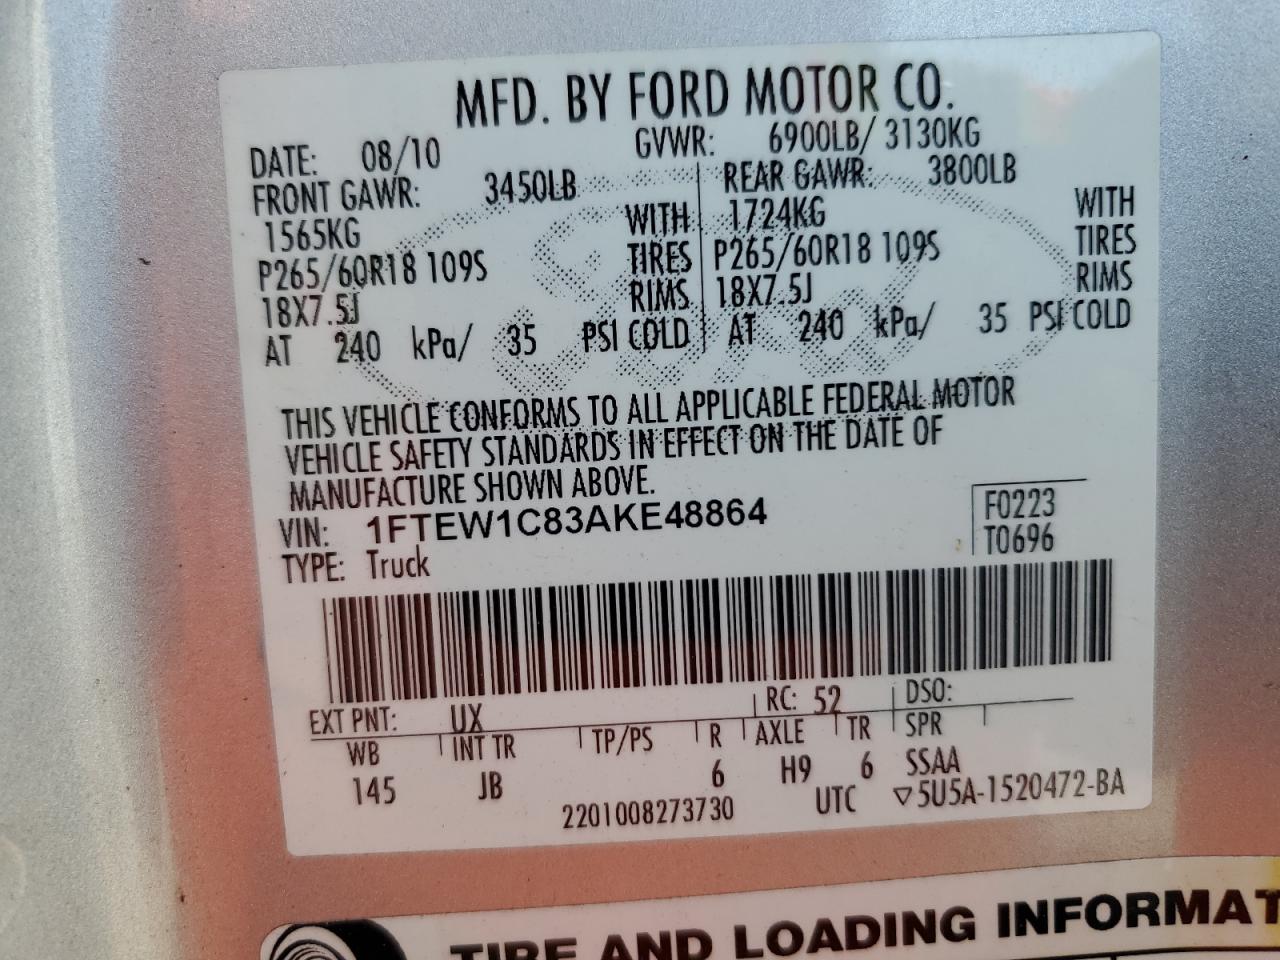 MFD. BY FORD MOTOR CO.
DATE: 08/10 GVWR: 6900LB/ 3130KG
FRONT GAWR: 3450LB REAR GAWR: 3800LB
1565KG WITH 1724KG WITH
P265/60R18 109S TIRES P265/60R18 109S TIRES
18X7.5J RIMS 18X7.5J RIMS
AT 240 kPa/ 35 PSI COLD AT 240 kPa/ 35 PSI COLD
THIS VEHICLE CONFORMS TO ALL APPLICABLE FEDERAL MOTOR
VEHICLE SAFETY STANDARDS IN EFFECT ON THE DATE OF
MANUFACTURE SHOWN ABOVE.
VIN: 1FTEW1C83AKE48864 F0223
TYPE: Truck T0696
EXT PNT: UX RC: 52 DSO:
WB INT TR TP/PS R AXLE TR SPR
145 JB 6 H9 6 SSAA
2201008273730 UTC ▽5U5A-1520472-BA
TIRE AND LOADING INFORMAT